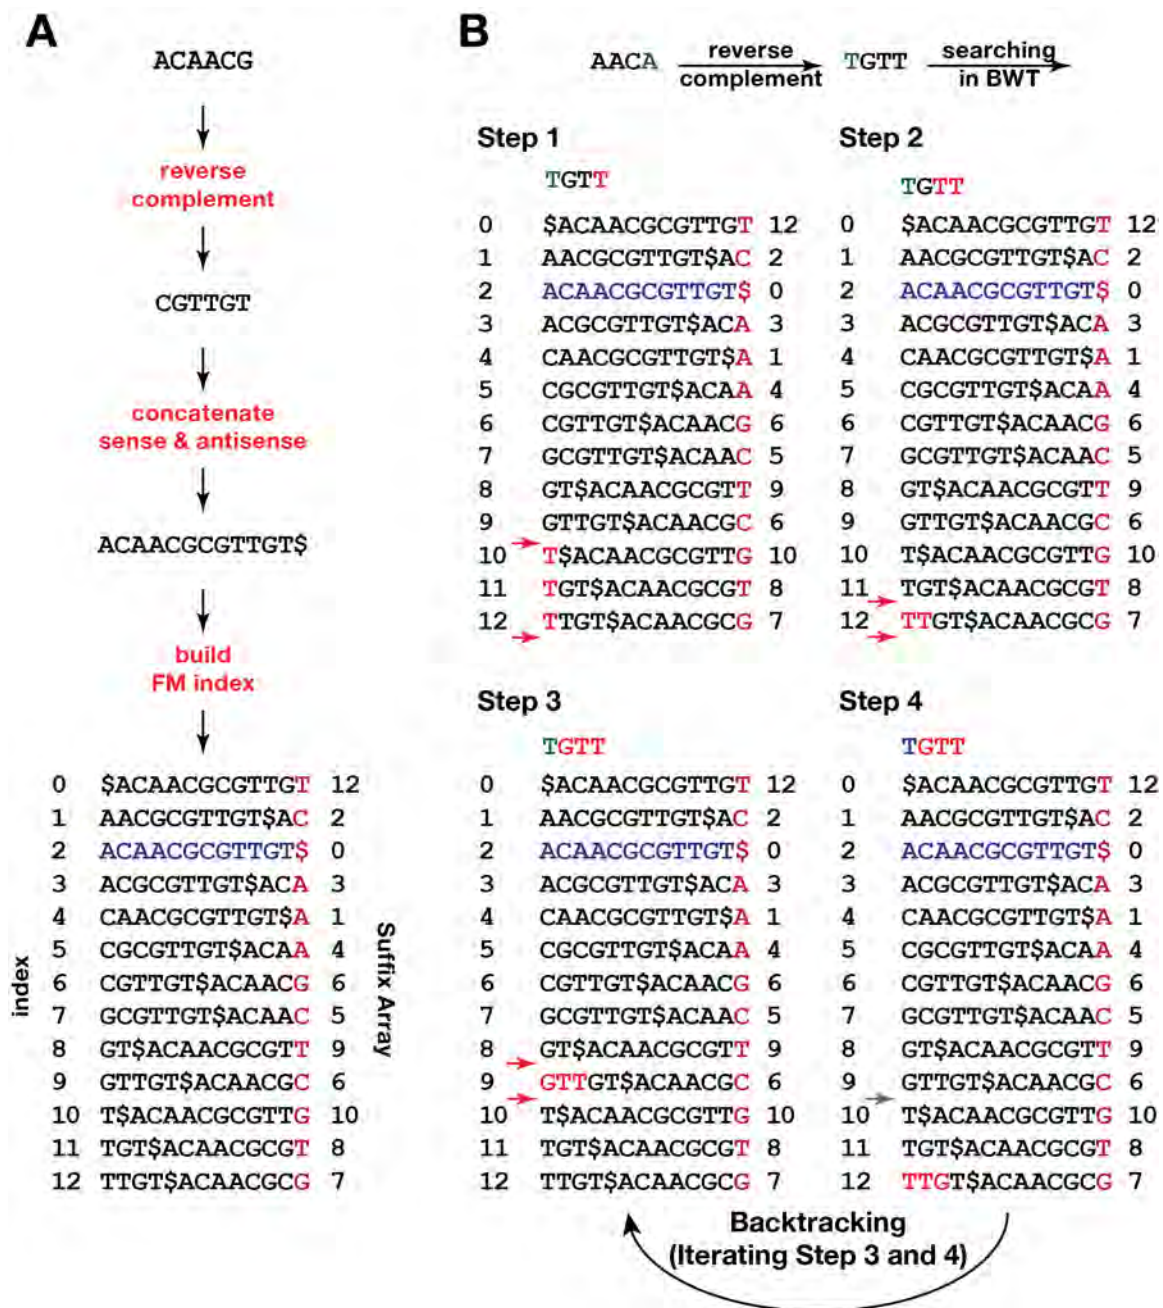 A
ACAACG
reverse
complement
CGTTGT
concatenate
sense & antisense
ACAACGCGTTGT$
build
FM index
index
Suffix Array
0 $ACAACGCGTTGT 12
1 AACGCGTTGT$AC 2
2 ACAACGCGTTGT$ 0
3 ACGCGTTGT$ACA 3
4 CAACGCGTTGT$A 1
5 CGCGTTGT$ACAA 4
6 CGTTGT$ACAACG 6
7 GCGTTGT$ACAAC 5
8 GT$ACAACGCGTT 9
9 GTTGT$ACAACGC 6
10 T$ACAACGCGTTG 10
11 TGT$ACAACGCGT 8
12 TTGT$ACAACGCG 7
B
AACA reverse complement TGTT searching in BWT
Step 1
TGTT
0 $ACAACGCGTTGT 12
1 AACGCGTTGT$AC 2
2 ACAACGCGTTGT$ 0
3 ACGCGTTGT$ACA 3
4 CAACGCGTTGT$A 1
5 CGCGTTGT$ACAA 4
6 CGTTGT$ACAACG 6
7 GCGTTGT$ACAAC 5
8 GT$ACAACGCGTT 9
9 GTTGT$ACAACGC 6
10 T$ACAACGCGTTG 10
11 TGT$ACAACGCGT 8
12 TTGT$ACAACGCG 7
Step 2
TGTT
0 $ACAACGCGTTGT 12
1 AACGCGTTGT$AC 2
2 ACAACGCGTTGT$ 0
3 ACGCGTTGT$ACA 3
4 CAACGCGTTGT$A 1
5 CGCGTTGT$ACAA 4
6 CGTTGT$ACAACG 6
7 GCGTTGT$ACAAC 5
8 GT$ACAACGCGTT 9
9 GTTGT$ACAACGC 6
10 T$ACAACGCGTTG 10
11 TGT$ACAACGCGT 8
12 TTGT$ACAACGCG 7
Step 3
TGTT
0 $ACAACGCGTTGT 12
1 AACGCGTTGT$AC 2
2 ACAACGCGTTGT$ 0
3 ACGCGTTGT$ACA 3
4 CAACGCGTTGT$A 1
5 CGCGTTGT$ACAA 4
6 CGTTGT$ACAACG 6
7 GCGTTGT$ACAAC 5
8 GT$ACAACGCGTT 9
9 GTTGT$ACAACGC 6
10 T$ACAACGCGTTG 10
11 TGT$ACAACGCGT 8
12 TTGT$ACAACGCG 7
Step 4
TGTT
0 $ACAACGCGTTGT 12
1 AACGCGTTGT$AC 2
2 ACAACGCGTTGT$ 0
3 ACGCGTTGT$ACA 3
4 CAACGCGTTGT$A 1
5 CGCGTTGT$ACAA 4
6 CGTTGT$ACAACG 6
7 GCGTTGT$ACAAC 5
8 GT$ACAACGCGTT 9
9 GTTGT$ACAACGC 6
10 T$ACAACGCGTTG 10
11 TGT$ACAACGCGT 8
12 TTGT$ACAACGCG 7
Backtracking
(Iterating Step 3 and 4)